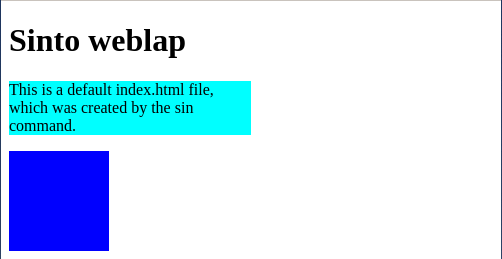 Sinto weblap
This is a default index.html file,
which was created by the sin
command.